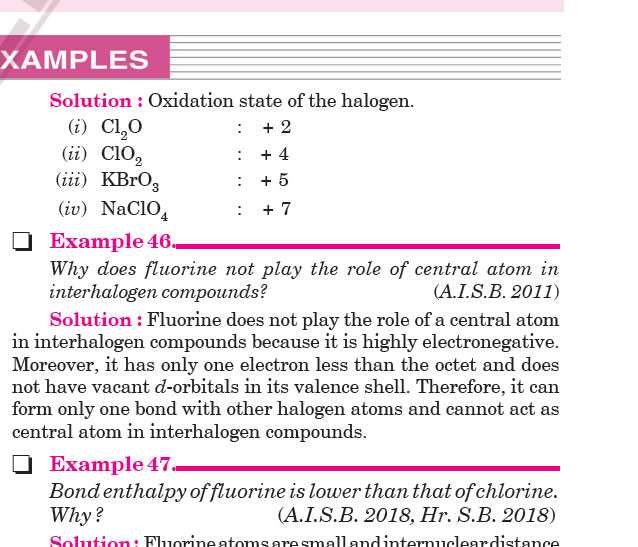 XAMPLES
Solution : Oxidation state of the halogen.
(i) Cl₂O : + 2
(ii) ClO₂ : + 4
(iii) KBrO₃ : + 5
(iv) NaClO₄ : + 7
Example 46.
Why does fluorine not play the role of central atom in
interhalogen compounds? (A.I.S.B. 2011)
Solution : Fluorine does not play the role of a central atom
in interhalogen compounds because it is highly electronegative.
Moreover, it has only one electron less than the octet and does
not have vacant d-orbitals in its valence shell. Therefore, it can
form only one bond with other halogen atoms and cannot act as
central atom in interhalogen compounds.
Example 47.
Bond enthalpy of fluorine is lower than that of chlorine.
Why ? (A.I.S.B. 2018, Hr. S.B. 2018)
Solution : Fluorine atoms are small and internuclear distance